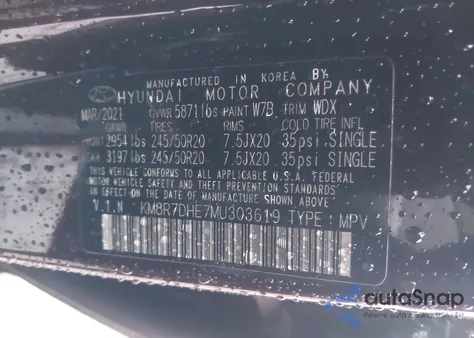 MANUFACTURED IN KOREA BY:
HYUNDAI MOTOR COMPANY
MAR/2021 GVWR 5871lbs PAINT W7B TRIM WDX
GAWR TIRES RIMS COLD TIRE INFL.
FRONT 2954lbs 245/50R20 7.5JX20 35psi SINGLE
REAR 3197lbs 245/50R20 7.5JX20 35psi SINGLE
THIS VEHICLE CONFORMS TO ALL APPLICABLE U.S.A. FEDERAL
MOTOR VEHICLE SAFETY AND THEFT PREVENTION STANDARDS
IN EFFECT ON THE DATE OF MANUFACTURE SHOWN ABOVE.
V.I.N : KM8R7DHE7MU303619 TYPE : MPV
autaSnap